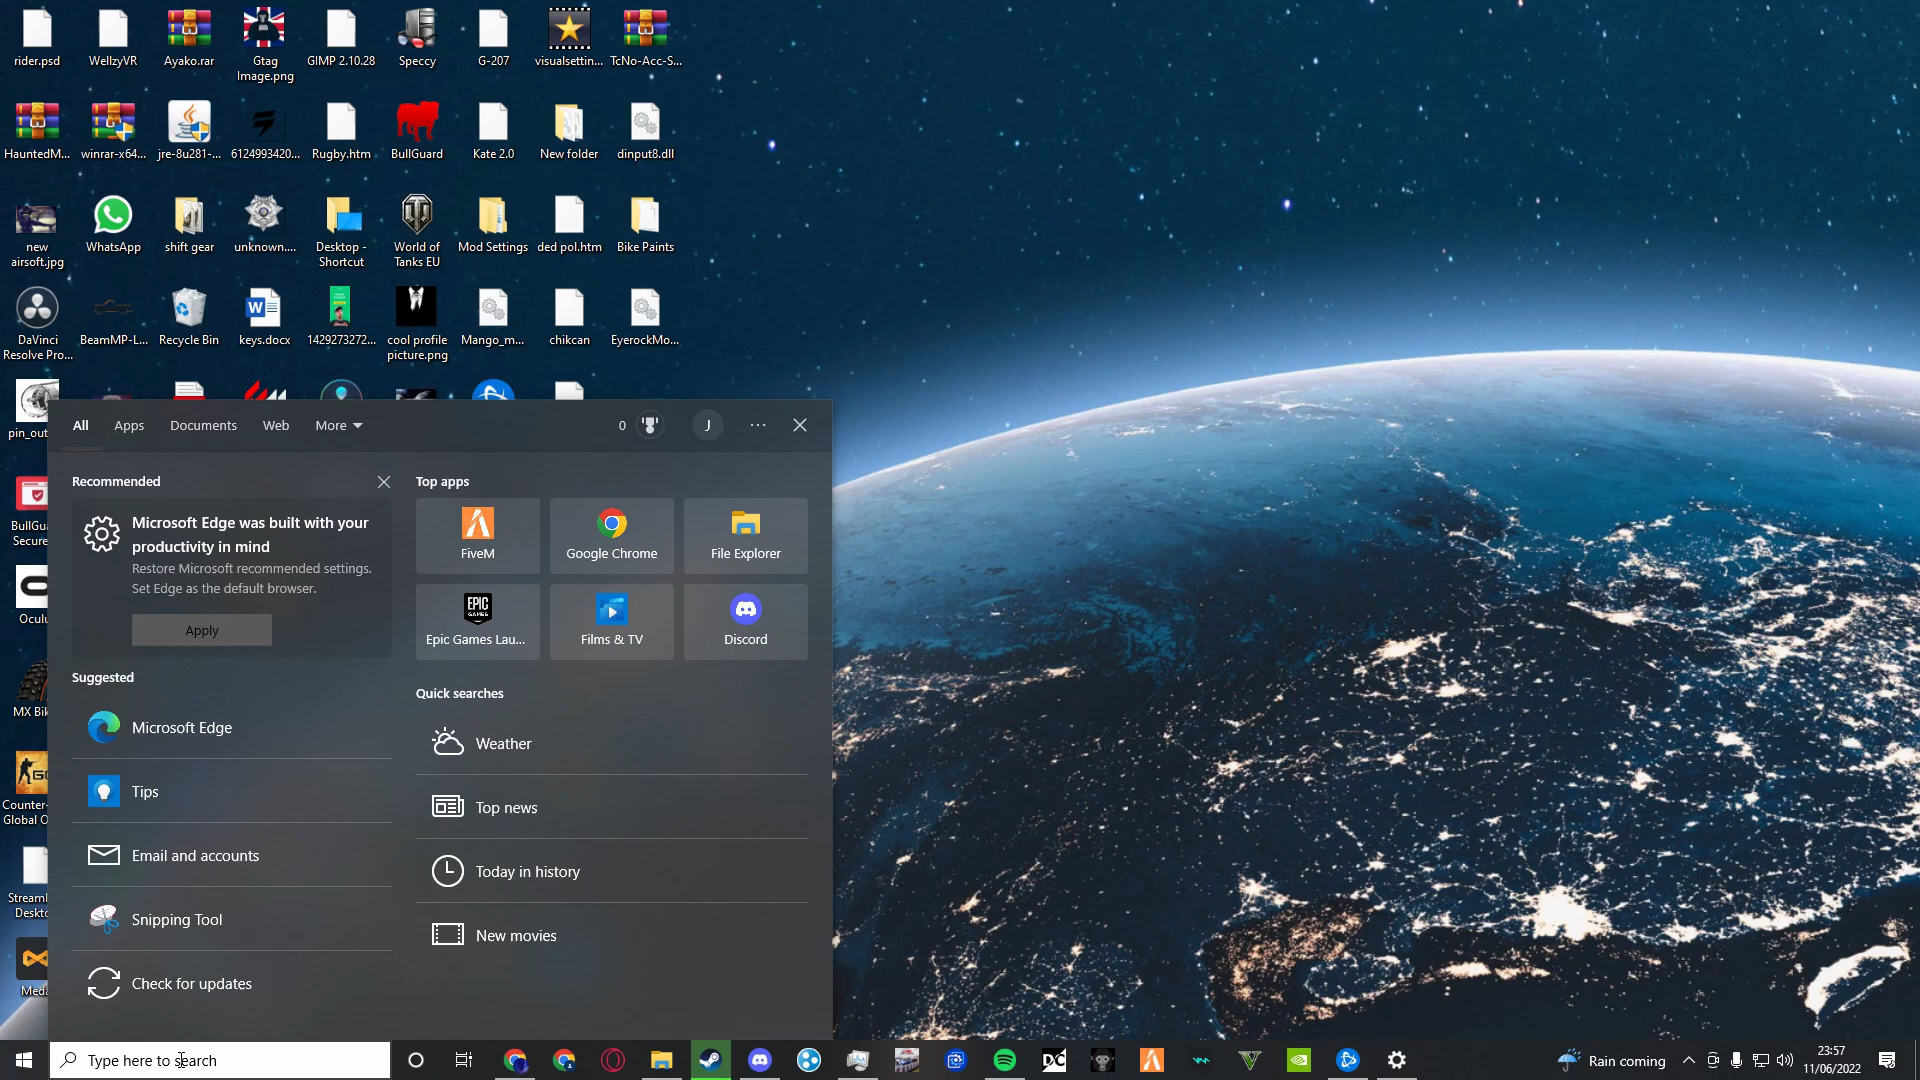 rider.psd
WellzyVR
Ayako.rar
Gtag
Image.png
GIMP 2.10.28
Speccy
G-207
visualsettin...
TcNo-Acc-S...
HauntedM...
winrar-x64...
jre-8u281-...
6124993420...
Rugby.htm
BullGuard
Kate 2.0
New folder
dinput8.dll
new
airsoft.jpg
WhatsApp
shift gear
unknown....
Desktop -
Shortcut
World of
Tanks EU
Mod Settings
ded pol.htm
Bike Paints
DaVinci
Resolve Pro...
BeamMP-L...
Recycle Bin
keys.docx
1429273272...
cool profile
picture.png
Mango_m...
chikcan
EyerockMo...
pin_out
BullGua
Secure
Ocul
MX Bik
Counter-
Global O
Streaml
Deskto
Meda
All
Apps
Documents
Web
More
0
J
Recommended
Microsoft Edge was built with your
productivity in mind
Restore Microsoft recommended settings.
Set Edge as the default browser.
Apply
Suggested
Microsoft Edge
Tips
Email and accounts
Snipping Tool
Check for updates
Top apps
FiveM
Google Chrome
File Explorer
EPIC
GAMES
Epic Games Lau...
Films & TV
Discord
Quick searches
Weather
Top news
Today in history
New movies
Type here to search
Rain coming
23:57
11/06/2022